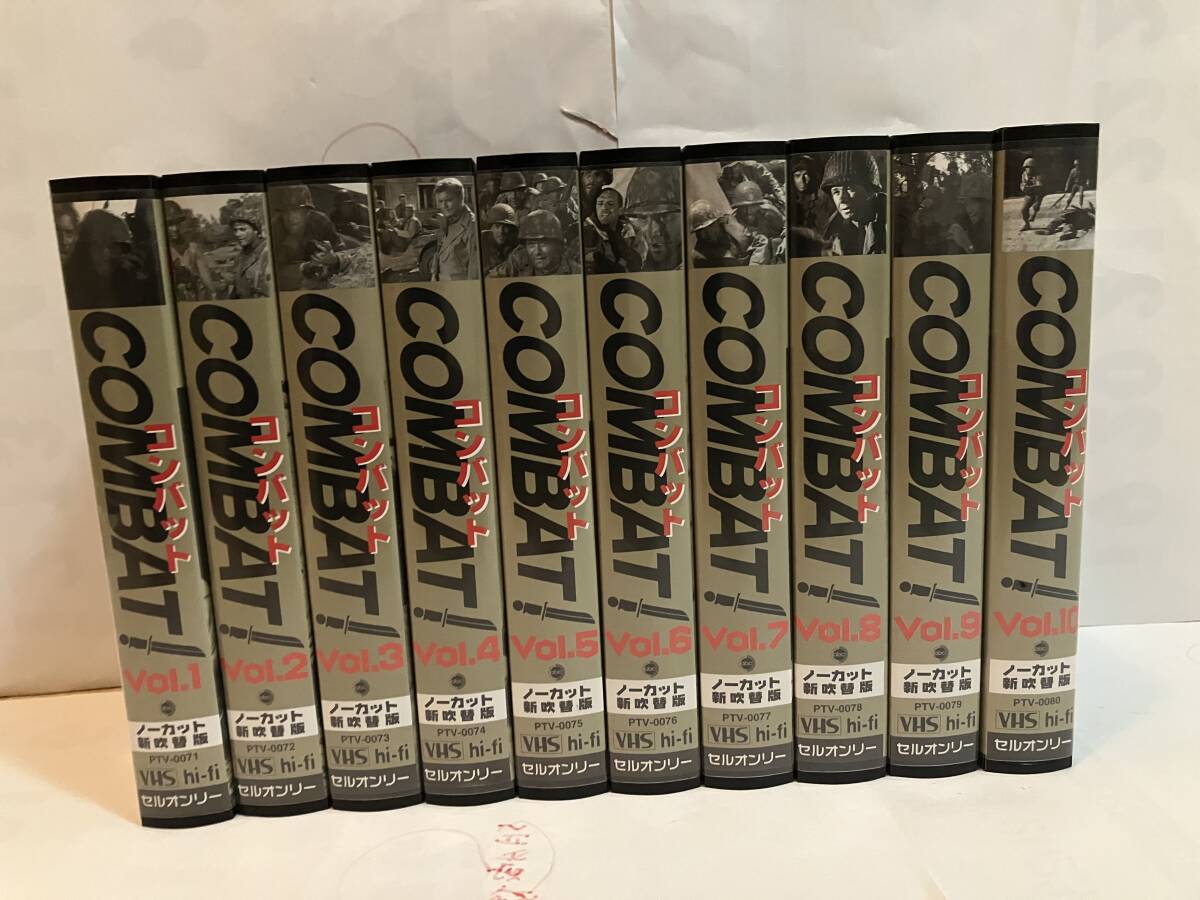 COMBAT!
コンバット
Vol.1
abc
ノーカット
新吹替版
PTV-0071
VHS hi-fi
セルオンリー
COMBAT!
コンバット
Vol.2
abc
ノーカット
新吹替版
PTV-0072
VHS hi-fi
セルオンリー
COMBAT!
コンバット
Vol.3
abc
ノーカット
新吹替版
PTV-0073
VHS hi-fi
セルオンリー
COMBAT!
コンバット
Vol.4
abc
ノーカット
新吹替版
PTV-0074
VHS hi-fi
セルオンリー
COMBAT!
コンバット
Vol.5
abc
ノーカット
新吹替版
PTV-0075
VHS hi-fi
セルオンリー
COMBAT!
コンバット
Vol.6
abc
ノーカット
新吹替版
PTV-0076
VHS hi-fi
セルオンリー
COMBAT!
コンバット
Vol.7
abc
ノーカット
新吹替版
PTV-0077
VHS hi-fi
セルオンリー
COMBAT!
コンバット
Vol.8
abc
ノーカット
新吹替版
PTV-0078
VHS hi-fi
セルオンリー
COMBAT!
コンバット
Vol.9
abc
ノーカット
新吹替版
PTV-0079
VHS hi-fi
セルオンリー
COMBAT!
コンバット
Vol.10
abc
ノーカット
新吹替版
PTV-0080
VHS hi-fi
セルオンリー